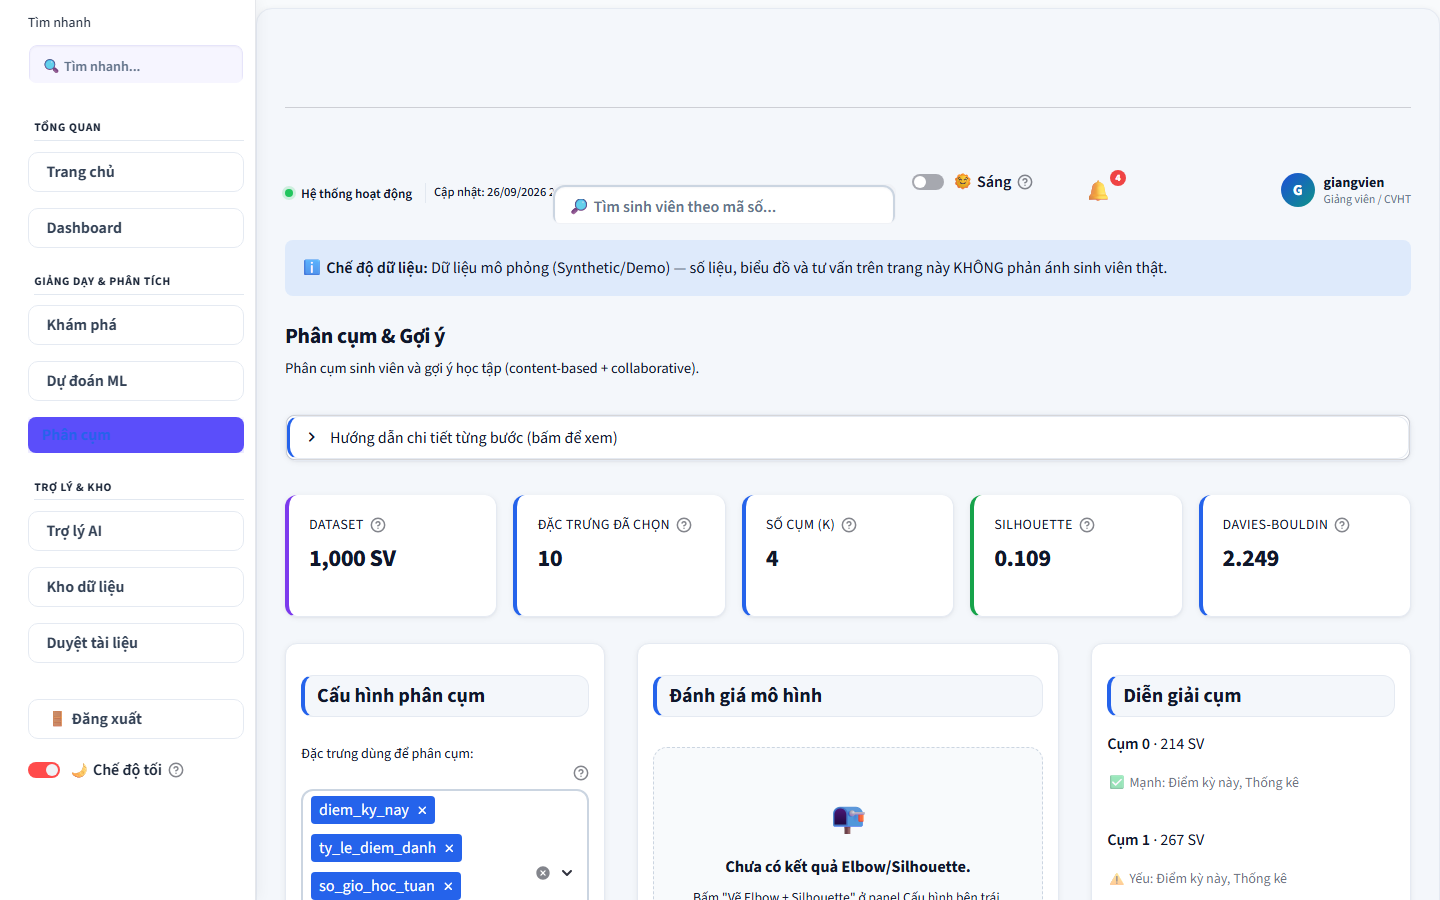 Tìm nhanh
Tìm nhanh...
TỔNG QUAN
Trang chủ
Dashboard
GIẢNG DẠY & PHÂN TÍCH
Khám phá
Dự đoán ML
Phân cụm
TRỢ LÝ & KHO
Trợ lý AI
Kho dữ liệu
Duyệt tài liệu
Đăng xuất
Chế độ tối
Hệ thống hoạt động
Cập nhật: 26/09/2026
Tìm sinh viên theo mã số...
Sáng
4
G
giangvien
Giảng viên / CVHT
Chế độ dữ liệu: Dữ liệu mô phỏng (Synthetic/Demo) — số liệu, biểu đồ và tư vấn trên trang này KHÔNG phản ánh sinh viên thật.
Phân cụm & Gợi ý
Phân cụm sinh viên và gợi ý học tập (content-based + collaborative).
Hướng dẫn chi tiết từng bước (bấm để xem)
DATASET
1,000 SV
ĐẶC TRƯNG ĐÃ CHỌN
10
SỐ CỤM (K)
4
SILHOUETTE
0.109
DAVIES-BOULDIN
2.249
Cấu hình phân cụm
Đặc trưng dùng để phân cụm:
diem_ky_nay ×
ty_le_diem_danh ×
so_gio_hoc_tuan ×
Đánh giá mô hình
Chưa có kết quả Elbow/Silhouette.
Bấm "Vẽ Elbow + Silhouette" ở panel Cấu hình bên trái
Diễn giải cụm
Cụm 0 · 214 SV
Mạnh: Điểm kỳ này, Thống kê
Cụm 1 · 267 SV
Yếu: Điểm kỳ này, Thống kê